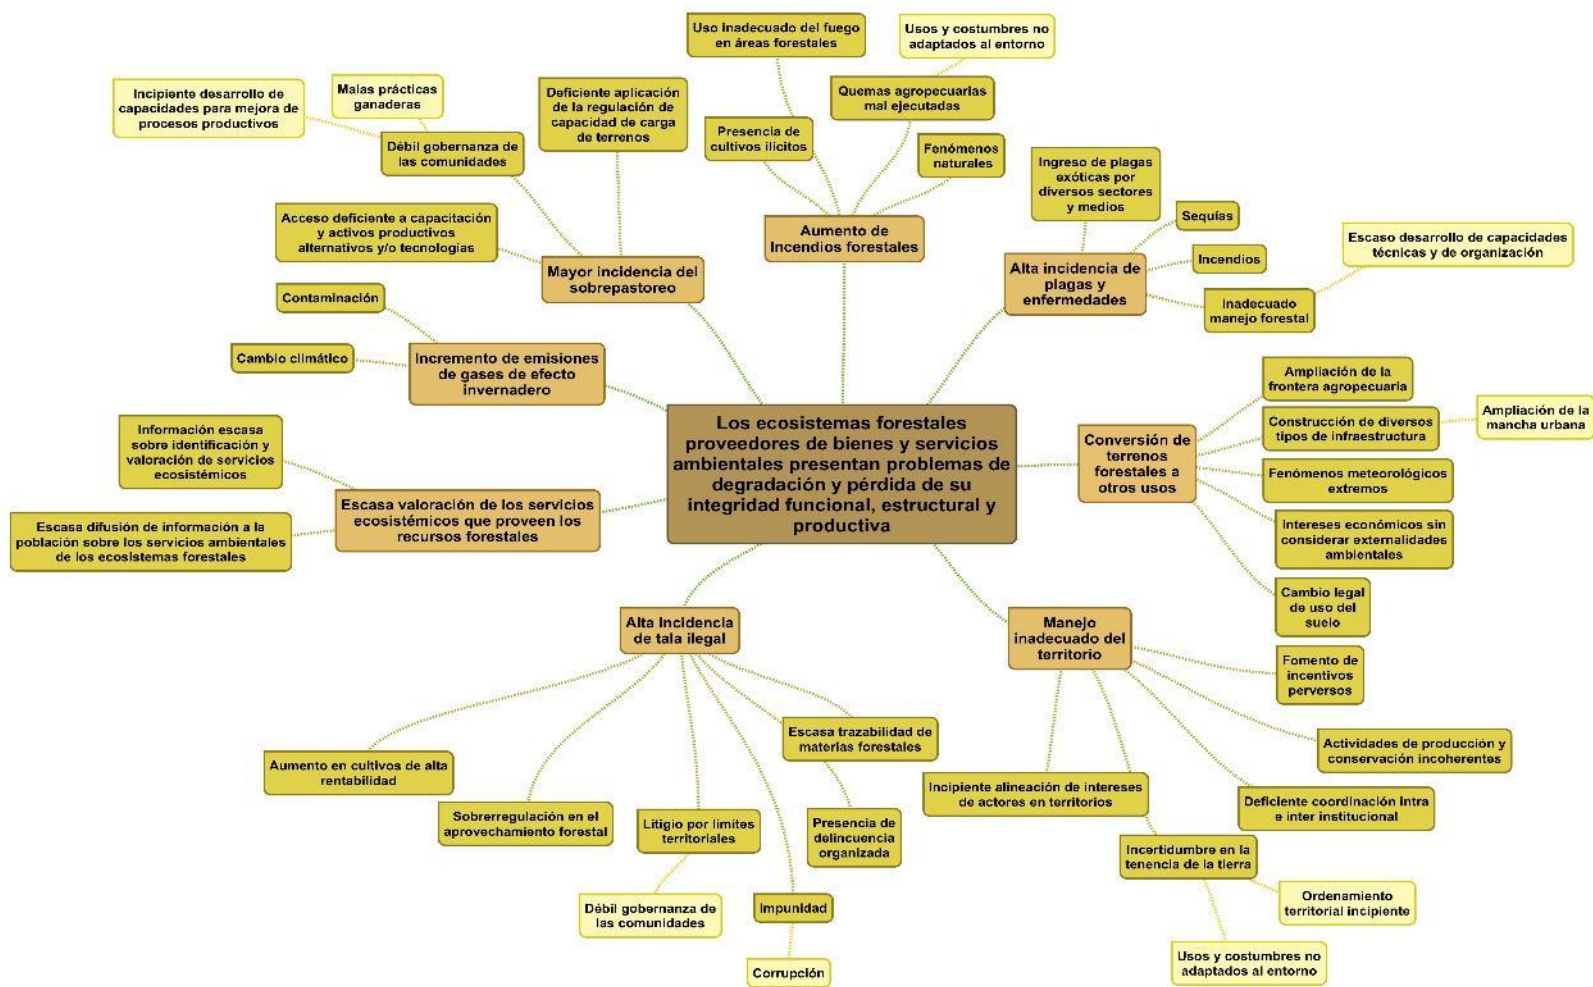 Uso inadecuado del fuego
en áreas forestales
Usos y costumbres no
adaptados al entorno
Incipiente desarrollo de
capacidades para mejora de
procesos productivos
Malas prácticas
ganaderas
Deficiente aplicación
de la regulación de
capacidad de carga
de terrenos
Quemas agropecuarias
mal ejecutadas
Débil gobernanza de
las comunidades
Presencia de
cultivos ilícitos
Fenómenos
naturales
Ingreso de plagas
exóticas por
diversos sectores
y medios
Acceso deficiente a capacitación
y activos productivos
alternativos y/o tecnologías
Aumento de
Incendios forestales
Sequías
Escaso desarrollo de capacidades
técnicas y de organización
Mayor incidencia del
sobrepastoreo
Alta incidencia de
plagas y
enfermedades
Incendios
Inadecuado
manejo forestal
Contaminación
Cambio climático
Incremento de emisiones
de gases de efecto
invernadero
Ampliación de la
frontera agropecuaria
Información escasa
sobre identificación y
valoración de servicios
ecosistémicos
Los ecosistemas forestales
proveedores de bienes y servicios
ambientales presentan problemas de
degradación y pérdida de su
integridad funcional, estructural y
productiva
Conversión de
terrenos
forestales a
otros usos
Construcción de diversos
tipos de infraestructura
Ampliación de la
mancha urbana
Fenómenos meteorológicos
extremos
Escasa valoración de los servicios
ecosistémicos que proveen los
recursos forestales
Escasa difusión de información a la
población sobre los servicios ambientales
de los ecosistemas forestales
Intereses económicos sin
considerar externalidades
ambientales
Cambio legal
de uso del
suelo
Alta Incidencia
de tala ilegal
Manejo
inadecuado del
territorio
Fomento de
incentivos
perversos
Escasa trazabilidad de
materias forestales
Actividades de producción y
conservación incoherentes
Aumento en cultivos de alta
rentabilidad
Incipiente alineación de intereses
de actores en territorios
Deficiente coordinación intra
e inter institucional
Sobrerregulación en el
aprovechamiento forestal
Litigio por límites
territoriales
Presencia de
delincuencia
organizada
Incertidumbre en la
tenencia de la tierra
Débil gobernanza de
las comunidades
Impunidad
Ordenamiento
territorial incipiente
Corrupción
Usos y costumbres no
adaptados al entorno